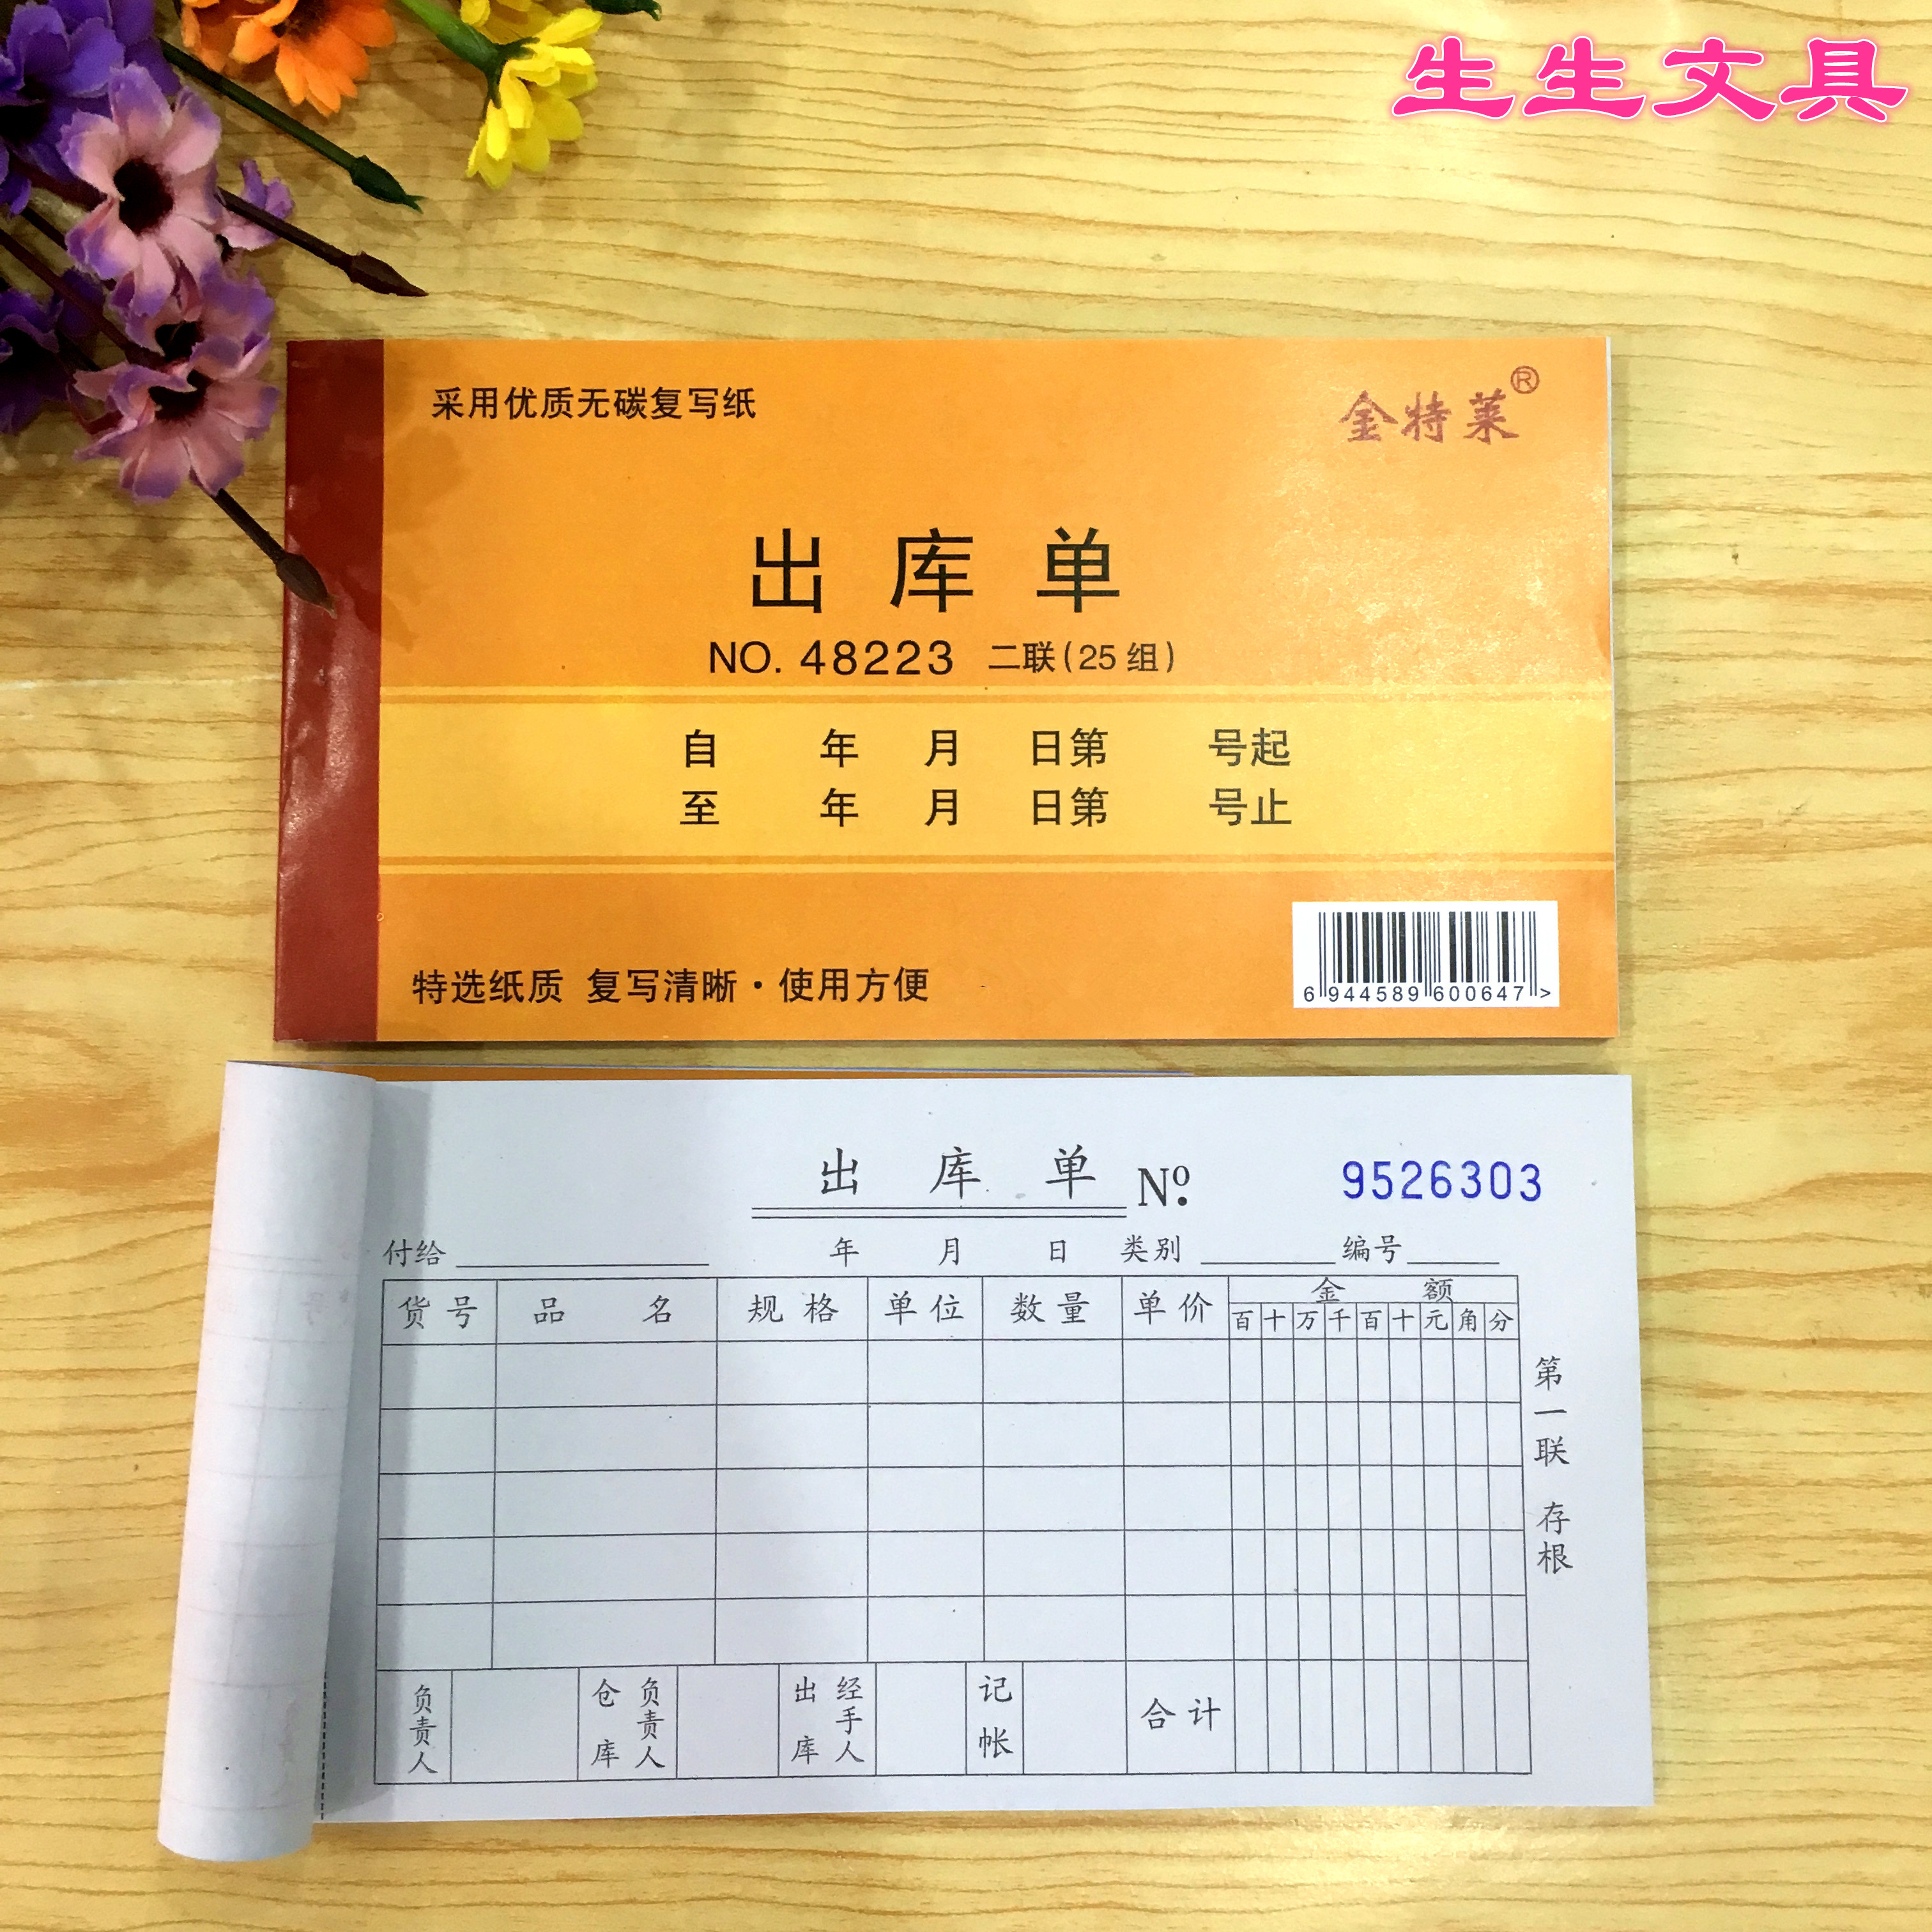 生生文具
采用优质无碳复写纸
金特莱®
出库单
NO. 48223 二联(25组)
自 年 月 日第 号起
至 年 月 日第 号止
特选纸质 复写清晰·使用方便
6 944589 600647 >
出库单 Nº. 9526303
付给 年 月 日 类别 编号
货号 品名 规格 单位 数量 单价 金额
百 十 万 千 百 十 元 角 分
第一联 存根
负责人 仓库负责人 出库经手人 记帐 合计